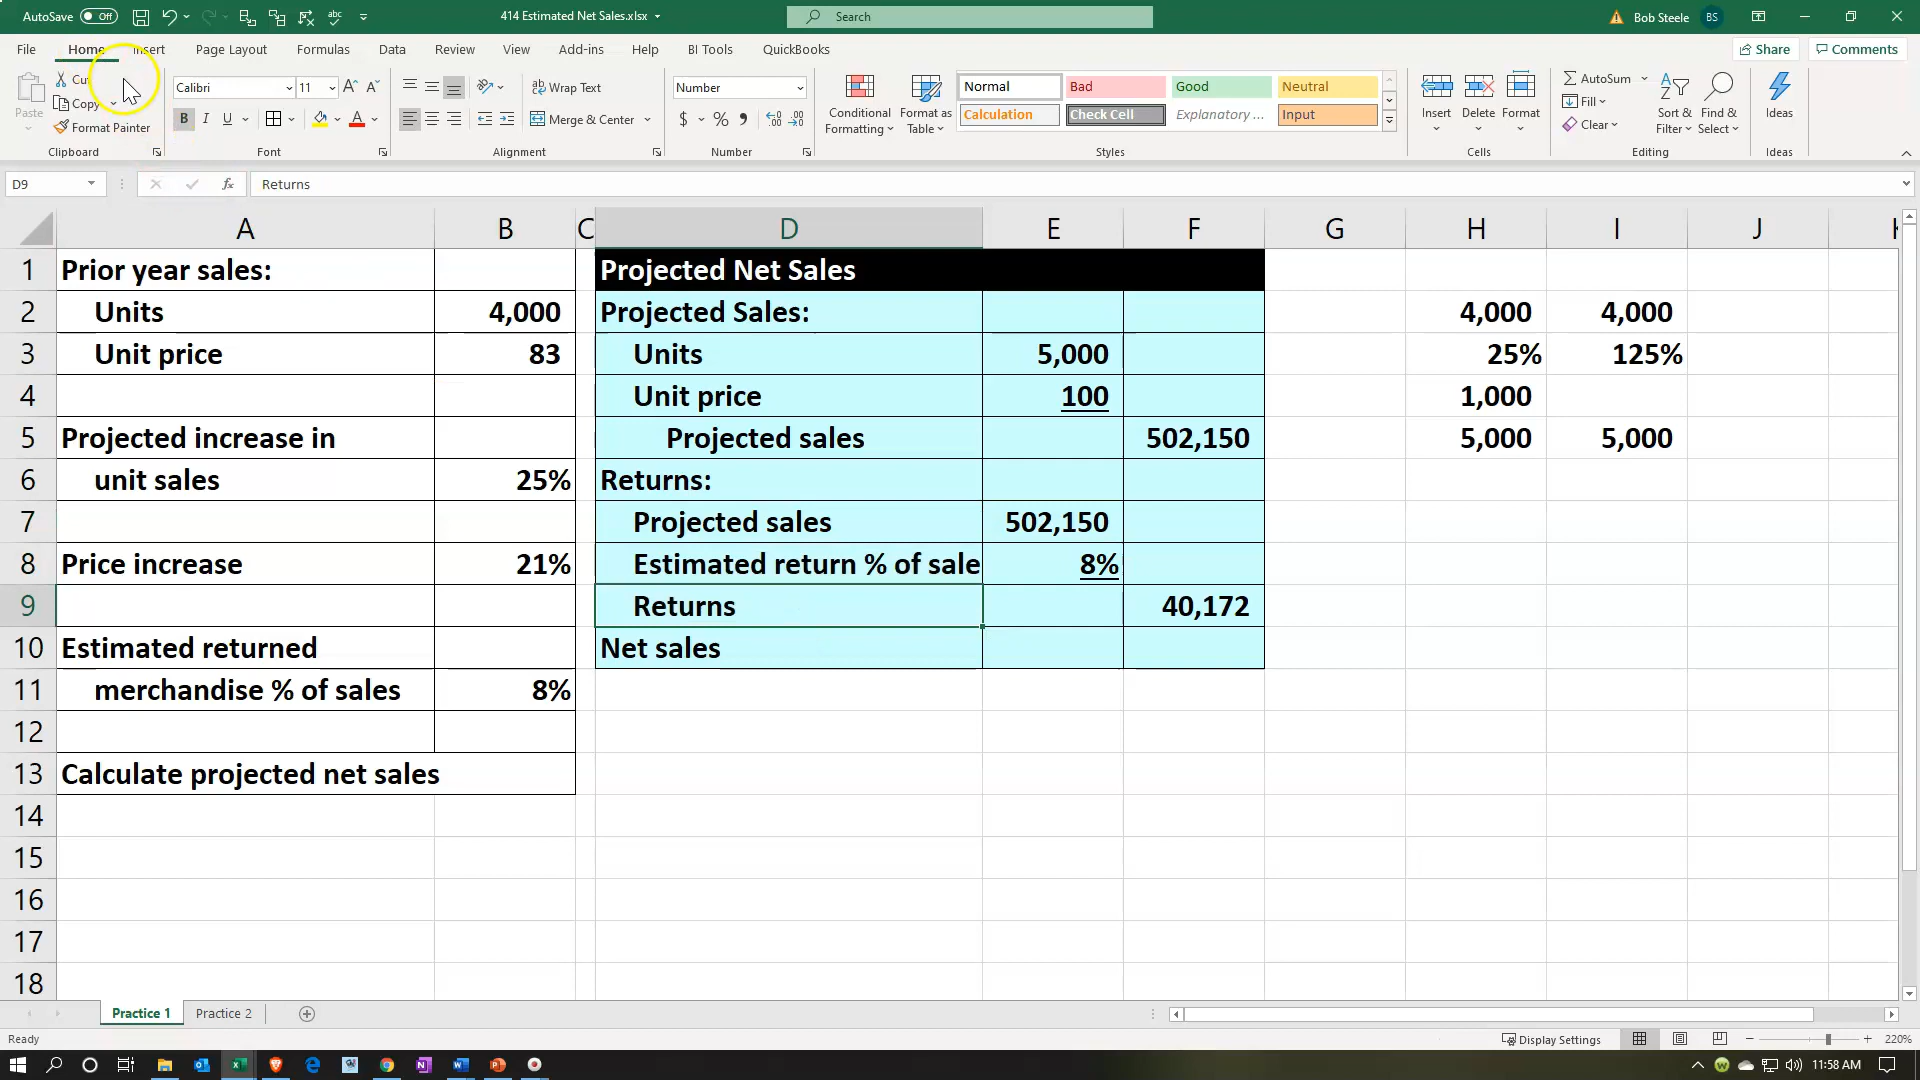 AutoSave Off 414 Estimated Net Sales.xlsx Search Bob Steele BS
File Home Insert Page Layout Formulas Data Review View Add-ins Help BI Tools QuickBooks Share Comments
Paste Cut Copy Format Painter Clipboard
Calibri 11 B I U Font
Wrap Text Merge & Center Alignment
Number $ % Number
Conditional Formatting Format as Table Normal Bad Good Neutral Calculation Check Cell Explanatory ... Input Styles
Insert Delete Format Cells
AutoSum Fill Clear Sort & Filter Find & Select Editing
Ideas Ideas
D9 fx Returns
A B C D E F G H I J
1 Prior year sales: Projected Net Sales
2 Units 4,000 Projected Sales: 4,000 4,000
3 Unit price 83 Units 5,000 25% 125%
4 Unit price 100 1,000
5 Projected increase in Projected sales 502,150 5,000 5,000
6 unit sales 25% Returns:
7 Projected sales 502,150
8 Price increase 21% Estimated return % of sale 8%
9 Returns 40,172
10 Estimated returned Net sales
11 merchandise % of sales 8%
12
13 Calculate projected net sales
14
15
16
17
18
Practice 1 Practice 2
Ready Display Settings 220%
11:58 AM